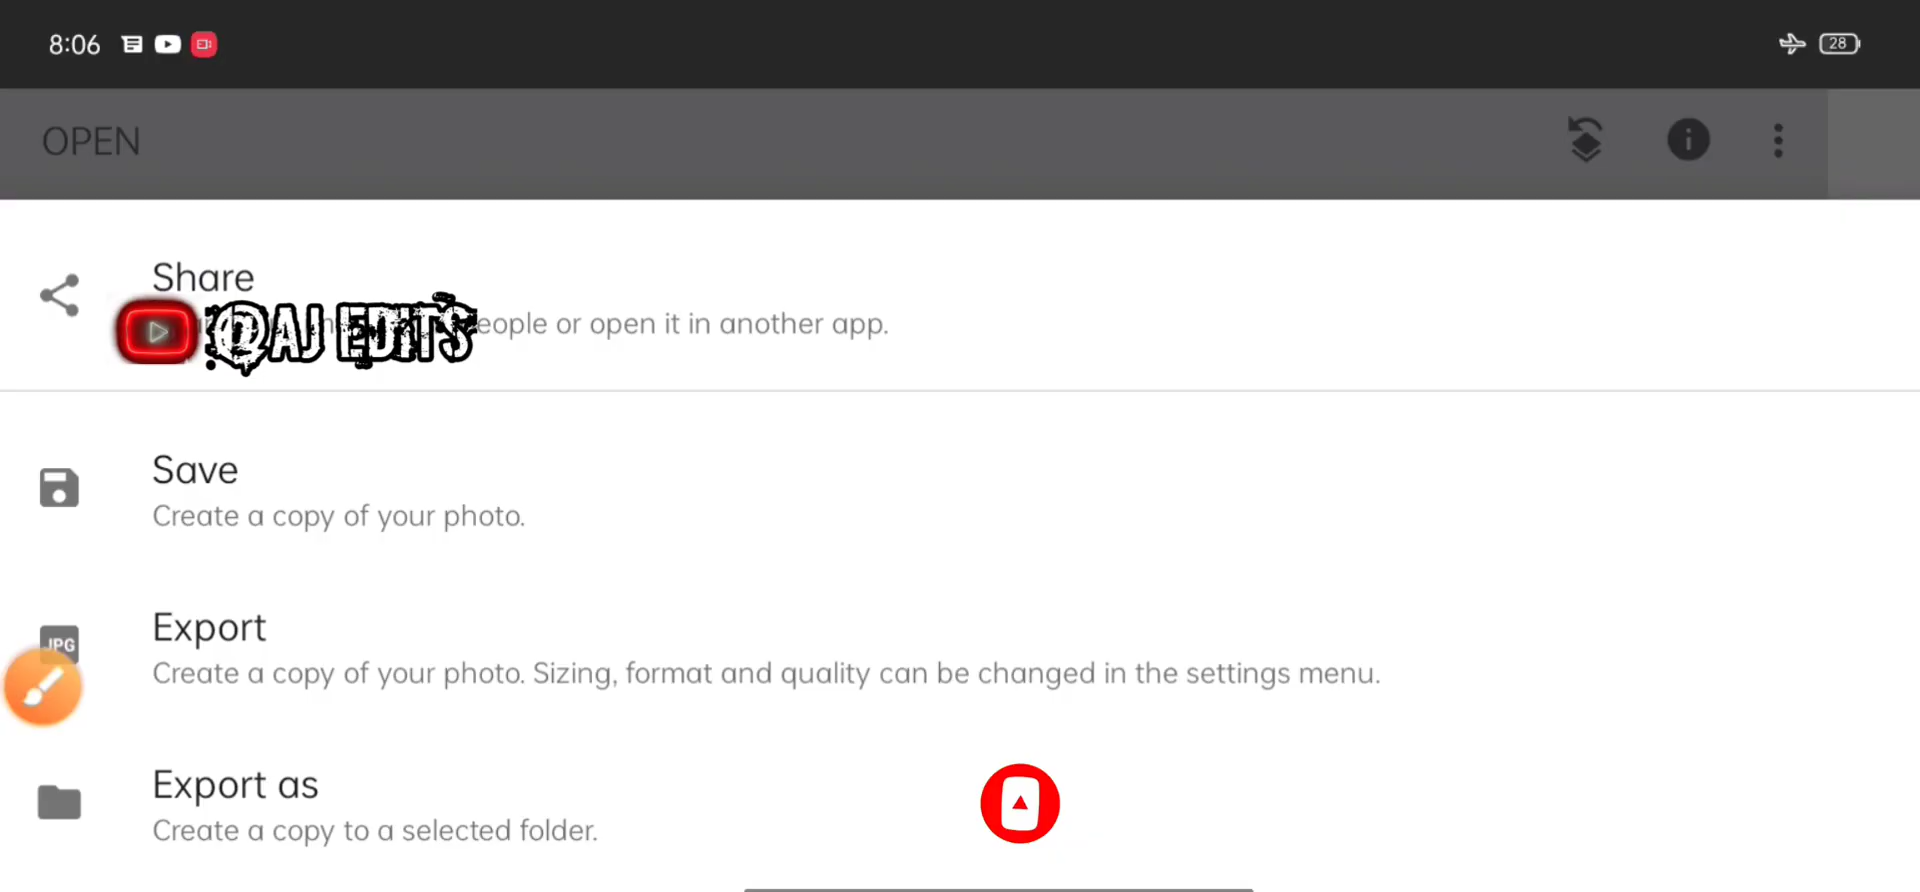 8:06
28
OPEN
Share
@AJ EDITS
eople or open it in another app.
Save
Create a copy of your photo.
JPG
Export
Create a copy of your photo. Sizing, format and quality can be changed in the settings menu.
Export as
Create a copy to a selected folder.